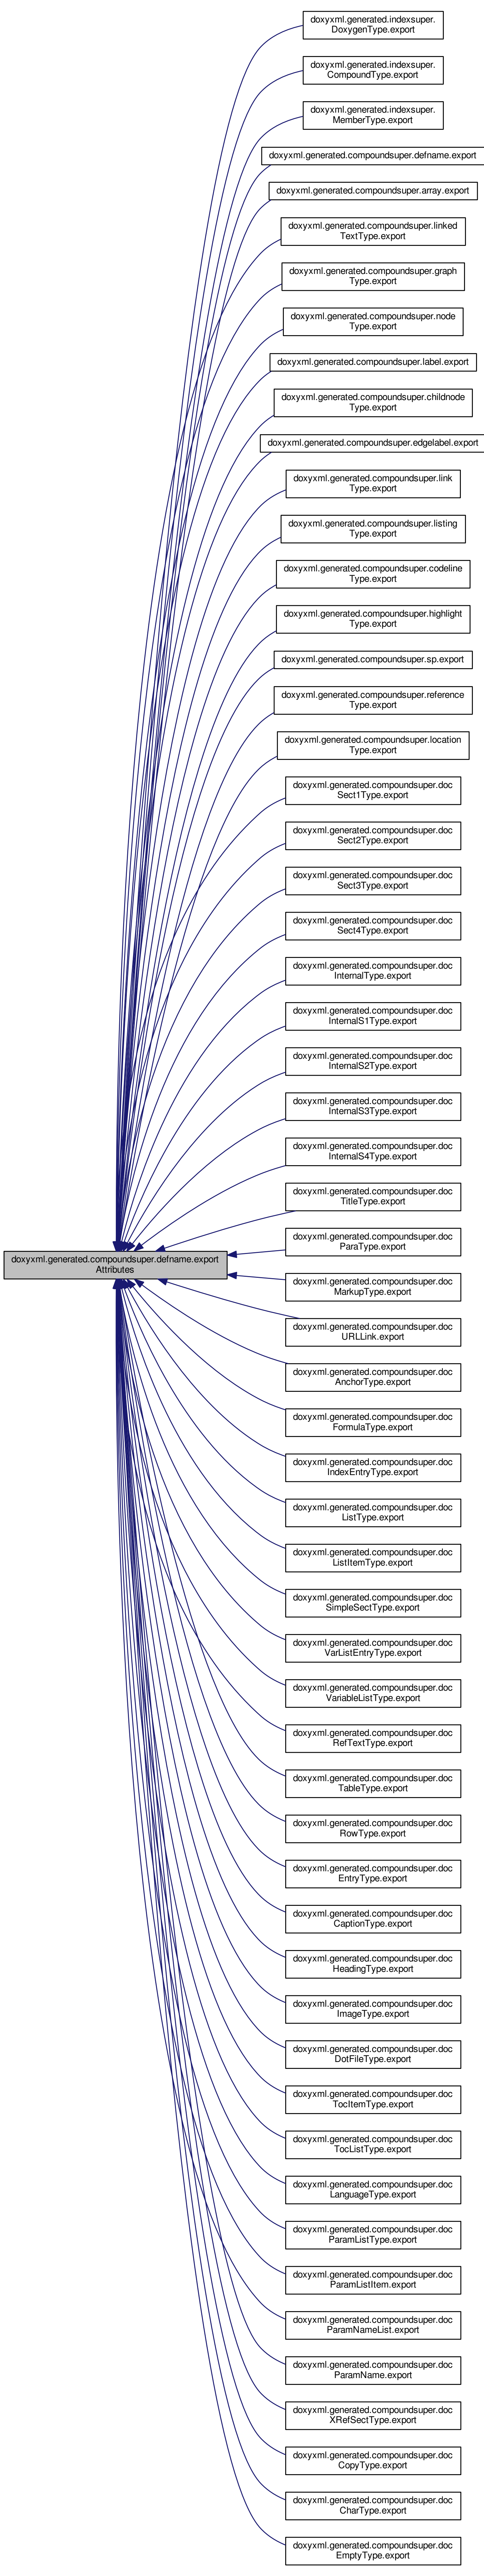 doxyxml.generated.indexsuper.
DoxygenType.export
doxyxml.generated.indexsuper.
CompoundType.export
doxyxml.generated.indexsuper.
MemberType.export
doxyxml.generated.compoundsuper.defname.export
doxyxml.generated.compoundsuper.array.export
doxyxml.generated.compoundsuper.linked
TextType.export
doxyxml.generated.compoundsuper.graph
Type.export
doxyxml.generated.compoundsuper.node
Type.export
doxyxml.generated.compoundsuper.label.export
doxyxml.generated.compoundsuper.childnode
Type.export
doxyxml.generated.compoundsuper.edgelabel.export
doxyxml.generated.compoundsuper.link
Type.export
doxyxml.generated.compoundsuper.listing
Type.export
doxyxml.generated.compoundsuper.codeline
Type.export
doxyxml.generated.compoundsuper.highlight
Type.export
doxyxml.generated.compoundsuper.sp.export
doxyxml.generated.compoundsuper.reference
Type.export
doxyxml.generated.compoundsuper.location
Type.export
doxyxml.generated.compoundsuper.doc
Sect1Type.export
doxyxml.generated.compoundsuper.doc
Sect2Type.export
doxyxml.generated.compoundsuper.doc
Sect3Type.export
doxyxml.generated.compoundsuper.doc
Sect4Type.export
doxyxml.generated.compoundsuper.doc
InternalType.export
doxyxml.generated.compoundsuper.doc
InternalS1Type.export
doxyxml.generated.compoundsuper.doc
InternalS2Type.export
doxyxml.generated.compoundsuper.doc
InternalS3Type.export
doxyxml.generated.compoundsuper.doc
InternalS4Type.export
doxyxml.generated.compoundsuper.doc
TitleType.export
doxyxml.generated.compoundsuper.doc
ParaType.export
doxyxml.generated.compoundsuper.defname.export
Attributes
doxyxml.generated.compoundsuper.doc
MarkupType.export
doxyxml.generated.compoundsuper.doc
URLLink.export
doxyxml.generated.compoundsuper.doc
AnchorType.export
doxyxml.generated.compoundsuper.doc
FormulaType.export
doxyxml.generated.compoundsuper.doc
IndexEntryType.export
doxyxml.generated.compoundsuper.doc
ListType.export
doxyxml.generated.compoundsuper.doc
ListItemType.export
doxyxml.generated.compoundsuper.doc
SimpleSectType.export
doxyxml.generated.compoundsuper.doc
VarListEntryType.export
doxyxml.generated.compoundsuper.doc
VariableListType.export
doxyxml.generated.compoundsuper.doc
RefTextType.export
doxyxml.generated.compoundsuper.doc
TableType.export
doxyxml.generated.compoundsuper.doc
RowType.export
doxyxml.generated.compoundsuper.doc
EntryType.export
doxyxml.generated.compoundsuper.doc
CaptionType.export
doxyxml.generated.compoundsuper.doc
HeadingType.export
doxyxml.generated.compoundsuper.doc
ImageType.export
doxyxml.generated.compoundsuper.doc
DotFileType.export
doxyxml.generated.compoundsuper.doc
TocItemType.export
doxyxml.generated.compoundsuper.doc
TocListType.export
doxyxml.generated.compoundsuper.doc
LanguageType.export
doxyxml.generated.compoundsuper.doc
ParamListType.export
doxyxml.generated.compoundsuper.doc
ParamListItem.export
doxyxml.generated.compoundsuper.doc
ParamNameList.export
doxyxml.generated.compoundsuper.doc
ParamName.export
doxyxml.generated.compoundsuper.doc
XRefSectType.export
doxyxml.generated.compoundsuper.doc
CopyType.export
doxyxml.generated.compoundsuper.doc
CharType.export
doxyxml.generated.compoundsuper.doc
EmptyType.export